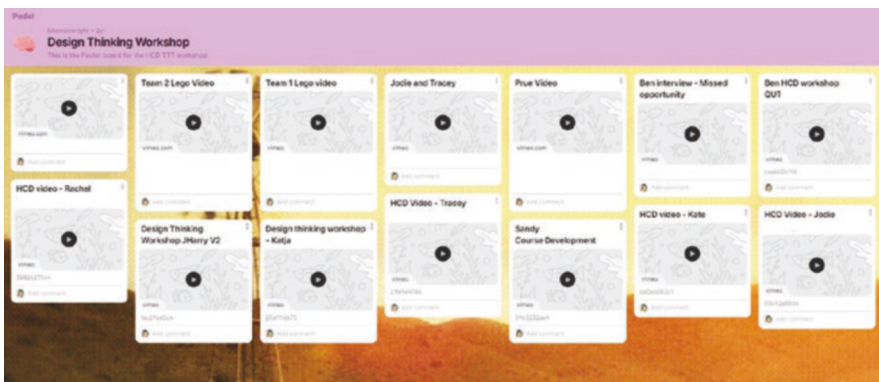 Padlet
Design Thinking Workshop
This is the Padlet board for the HCD TTT workshop
vimeo.com
Add comment
HCD video - Rachel
vimeo
Add comment
Team 2 Lego Video
vimeo.com
Add comment
Design Thinking
Workshop JHerry V2
vimeo
Add comment
Team 1 Lego video
vimeo
Add comment
Design thinking workshop
- Katja
vimeo
Add comment
Jodie and Tracey
vimeo
Add comment
HCD Video - Tracey
vimeo
Add comment
Prue Video
vimeo.com
Add comment
Sandy
Course Development
vimeo
Add comment
Ben interview - Missed
opportunity
vimeo
Add comment
HCD video - Kate
vimeo
Add comment
Ben HCD workshop
QUT
vimeo
Add comment
HCD Video - Jodie
vimeo
Add comment